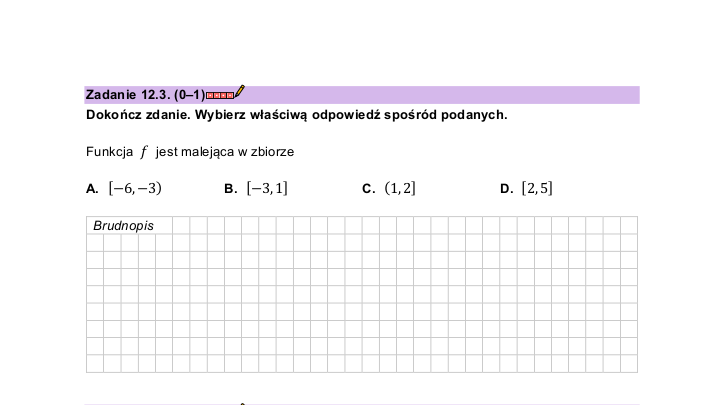 Zadanie 12.3. (0–1)
Dokończ zdanie. Wybierz właściwą odpowiedź spośród podanych.
Funkcja f jest malejąca w zbiorze
A. [−6, −3) B. [−3, 1] C. (1, 2] D. [2, 5]
Brudnopis